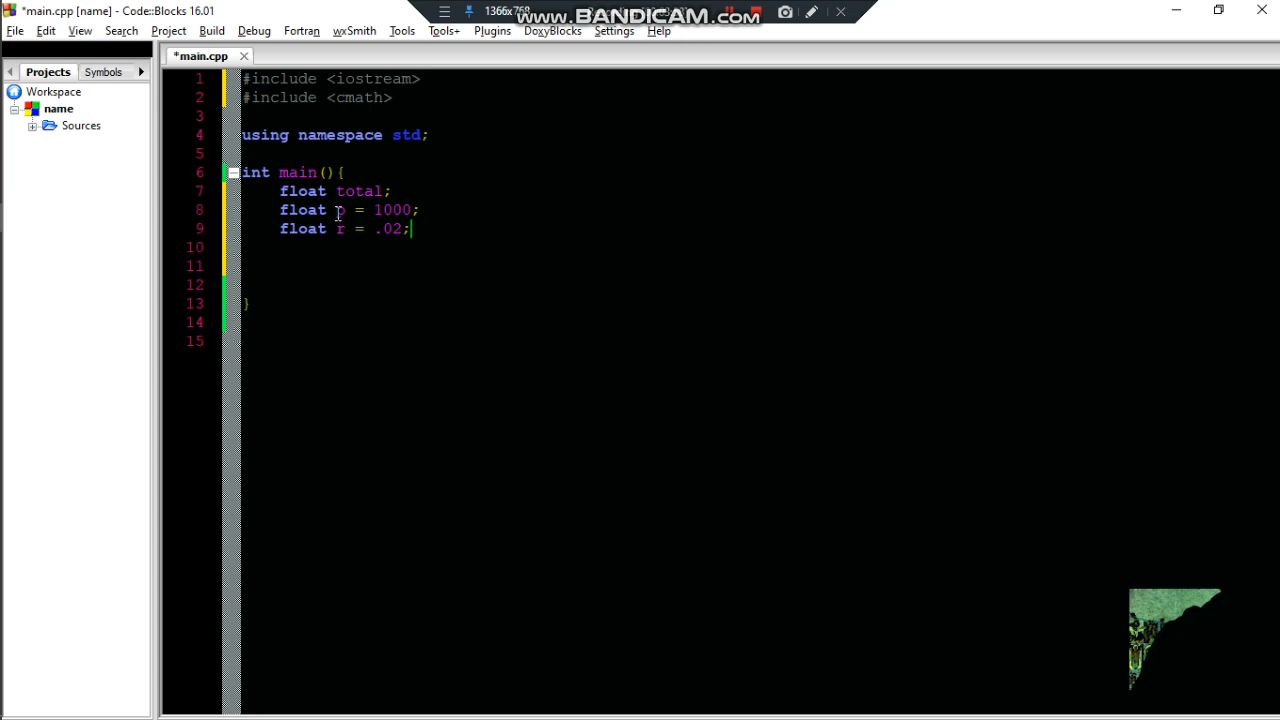 *main.cpp [name] - Code::Blocks 16.01
1366x768
www.BANDICAM.com
File Edit View Search Project Build Debug Fortran wxSmith Tools Tools+ Plugins DoxyBlocks Settings Help
*main.cpp
Projects Symbols
Workspace
name
Sources
1 #include <iostream>
2 #include <cmath>
3
4 using namespace std;
5
6 int main(){
7 float total;
8 float p = 1000;
9 float r = .02;
10
11
12
13 }
14
15